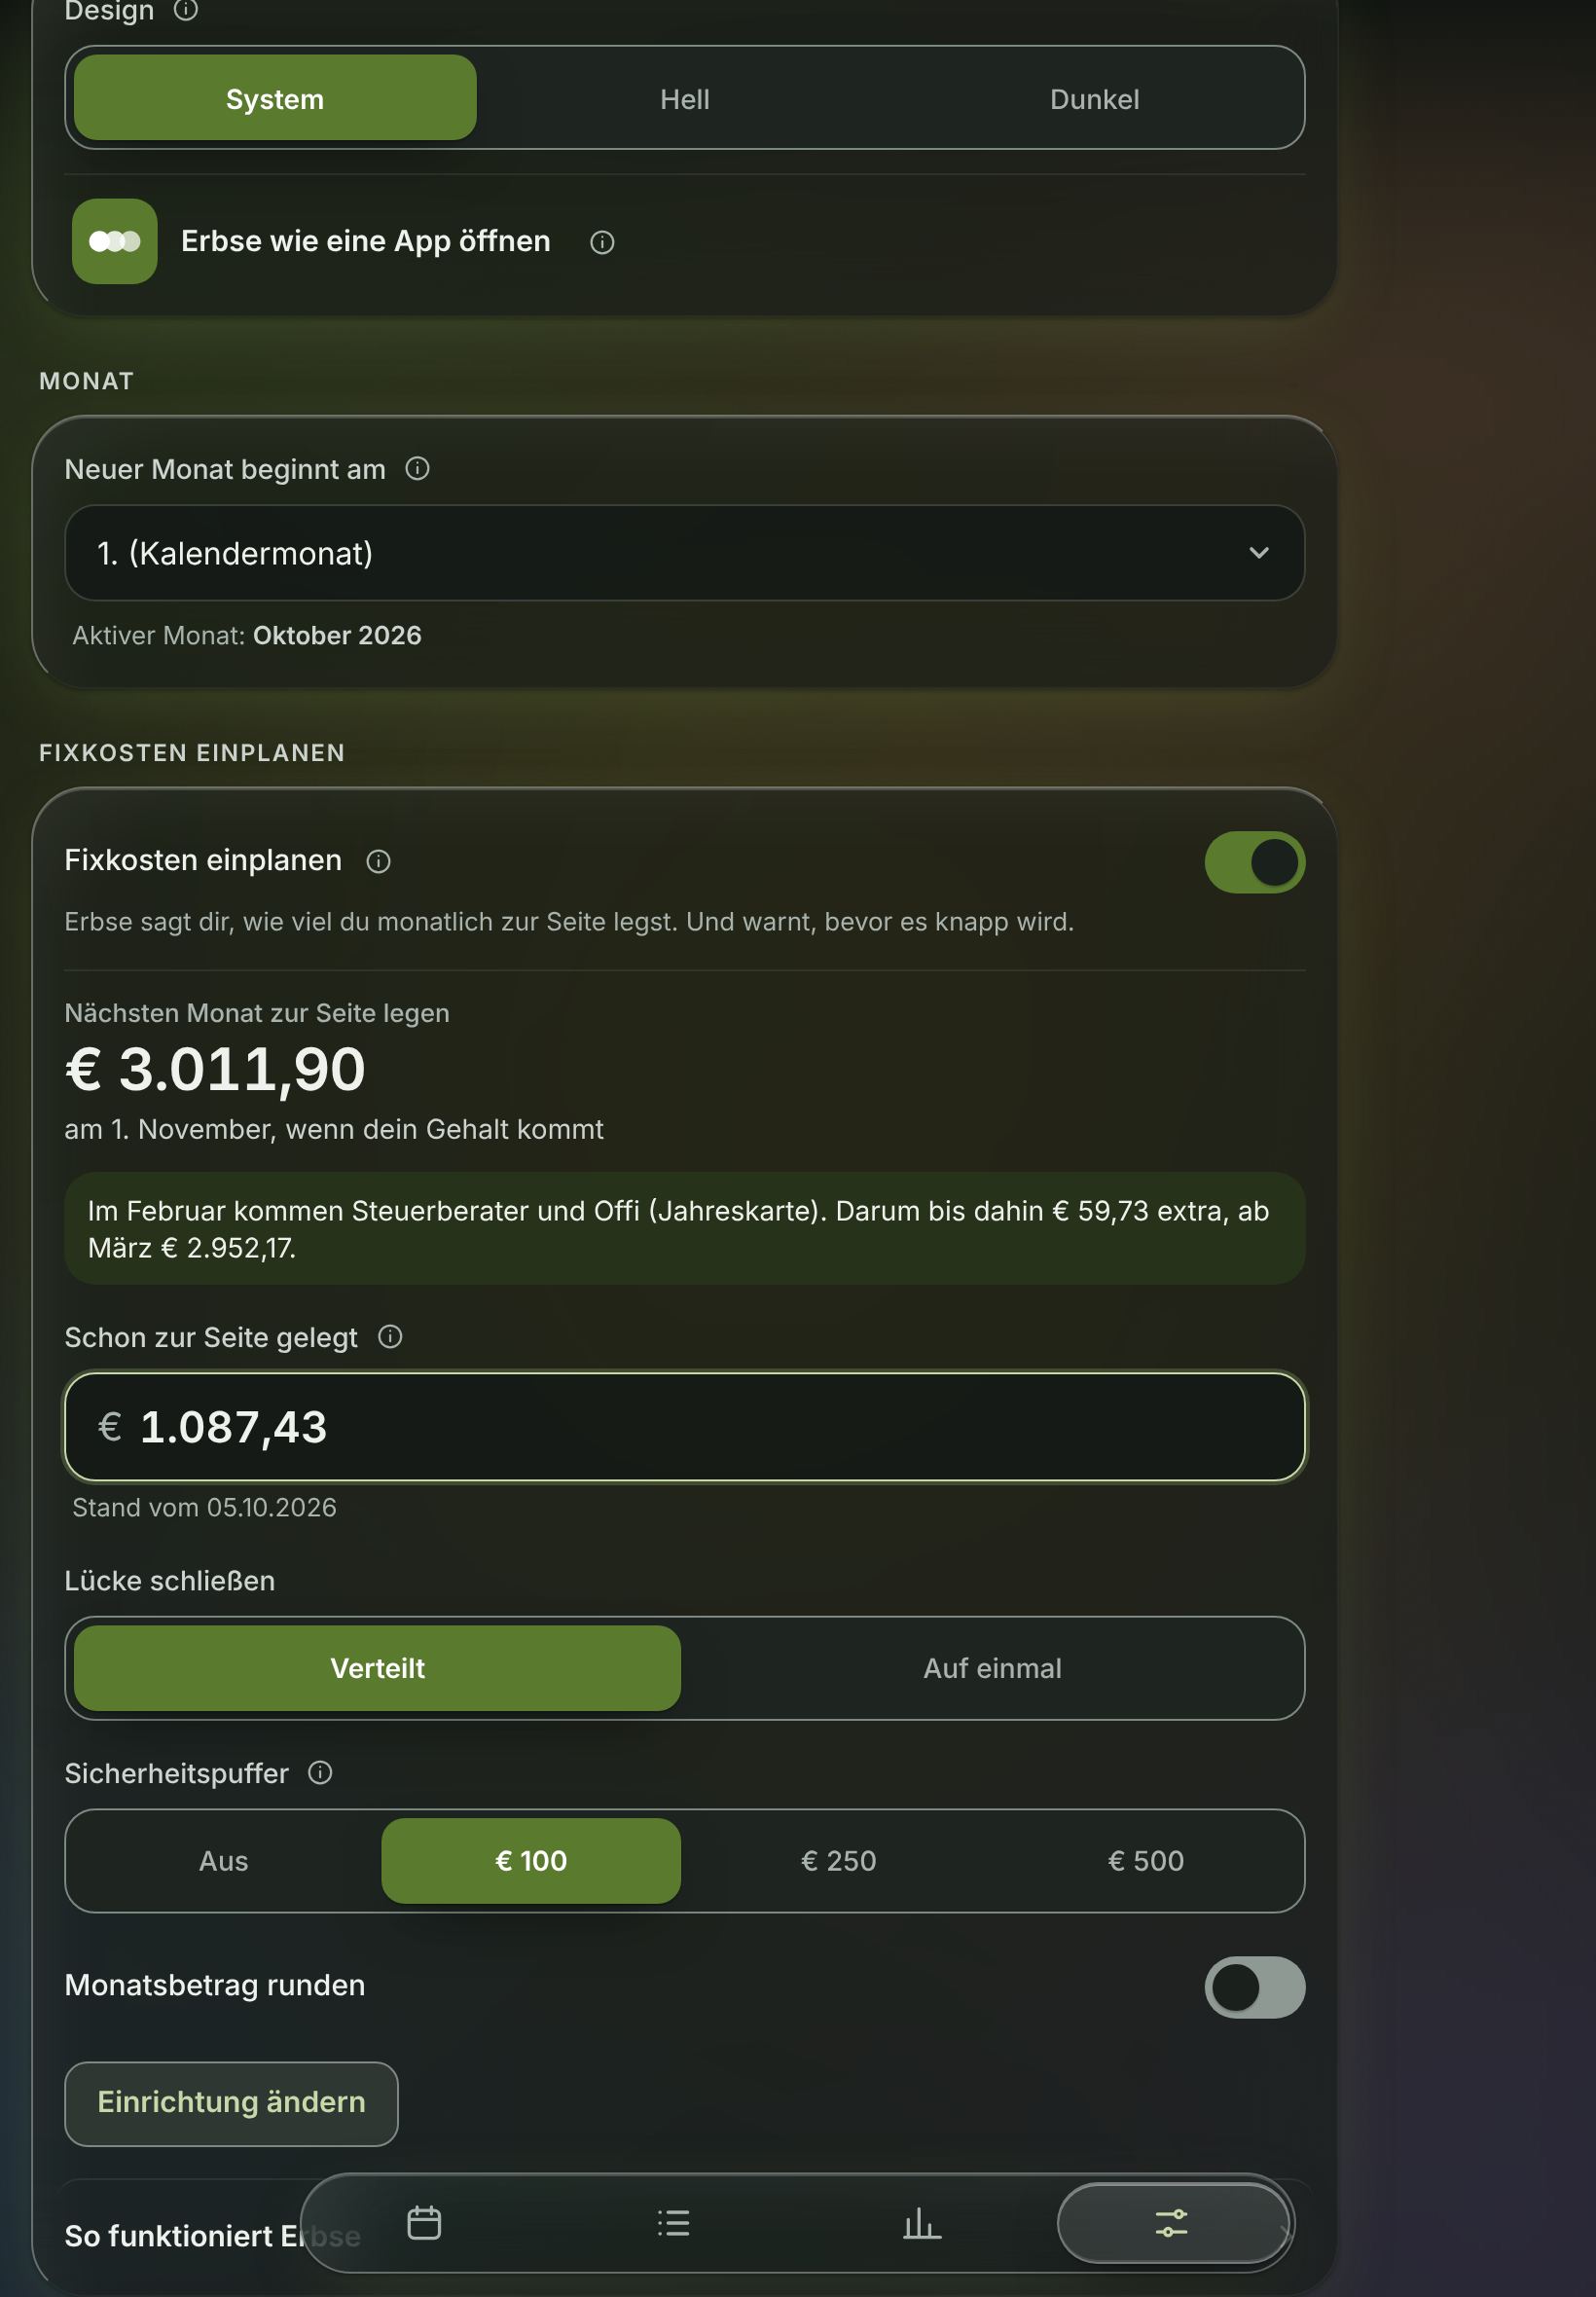 Design
System Hell Dunkel
Erbse wie eine App öffnen
MONAT
Neuer Monat beginnt am
1. (Kalendermonat)
Aktiver Monat: Oktober 2026
FIXKOSTEN EINPLANEN
Fixkosten einplanen
Erbse sagt dir, wie viel du monatlich zur Seite legst. Und warnt, bevor es knapp wird.
Nächsten Monat zur Seite legen
€ 3.011,90
am 1. November, wenn dein Gehalt kommt
Im Februar kommen Steuerberater und Offi (Jahreskarte). Darum bis dahin € 59,73 extra, ab
März € 2.952,17.
Schon zur Seite gelegt
€ 1.087,43
Stand vom 05.10.2026
Lücke schließen
Verteilt Auf einmal
Sicherheitspuffer
Aus € 100 € 250 € 500
Monatsbetrag runden
Einrichtung ändern
So funktioniert Erbse